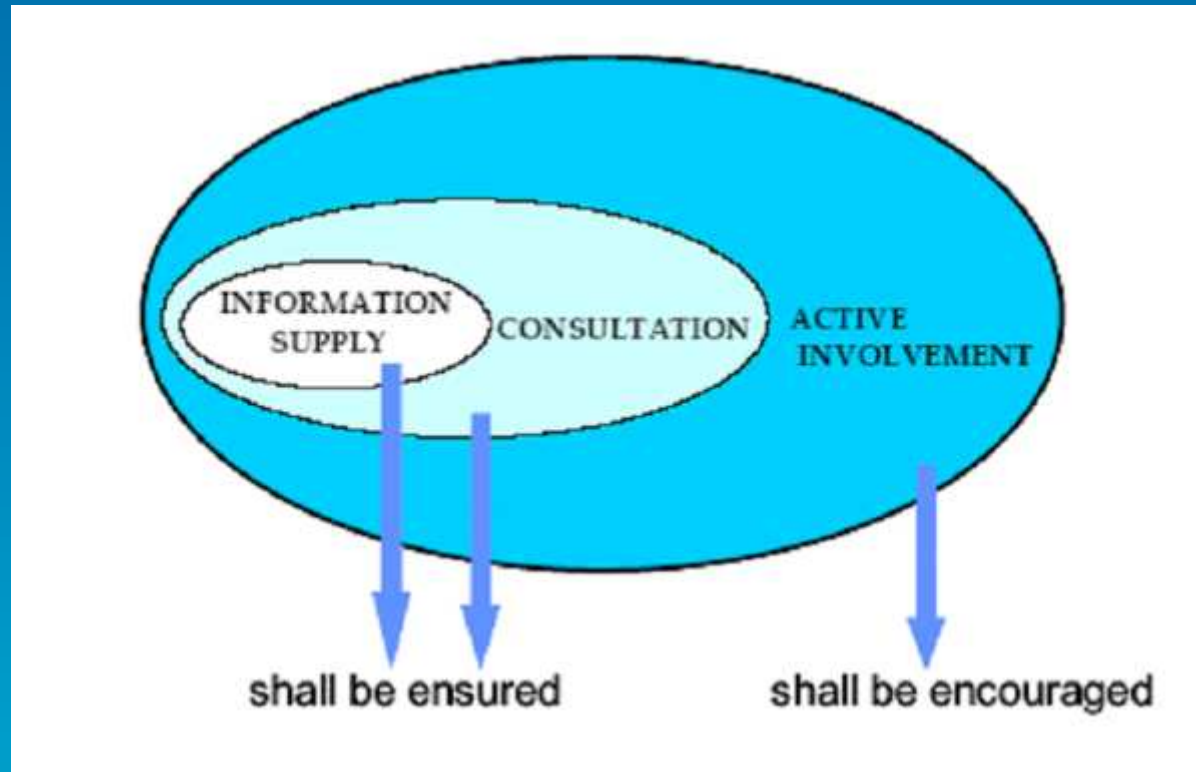 INFORMATION
SUPPLY
CONSULTATION
ACTIVE
INVOLVEMENT
shall be ensured
shall be encouraged